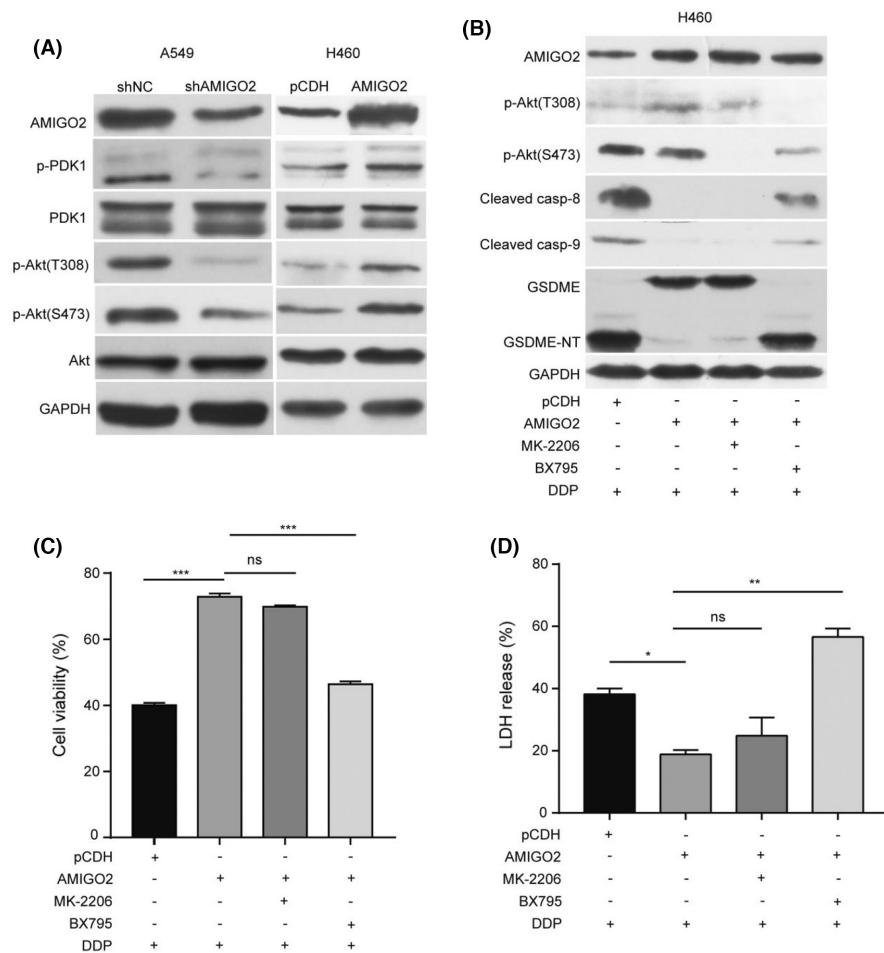 (A)
A549 H460
shNC shAMIGO2 pCDH AMIGO2
AMIGO2
p-PDK1
PDK1
p-Akt(T308)
p-Akt(S473)
Akt
GAPDH
(B)
H460
AMIGO2
p-Akt(T308)
p-Akt(S473)
Cleaved casp-8
Cleaved casp-9
GSDME
GSDME-NT
GAPDH
pCDH + - - -
AMIGO2 - + + +
MK-2206 - - + -
BX795 - - - +
DDP + + + +
(C)
***
*** ns
80
60
40
20
0
Cell viability (%)
pCDH + - - -
AMIGO2 - + + +
MK-2206 - - + -
BX795 - - - +
DDP + + + +
(D)
**
ns
*
80
60
40
20
0
LDH release (%)
pCDH + - - -
AMIGO2 - + + +
MK-2206 - - + -
BX795 - - - +
DDP + + + +